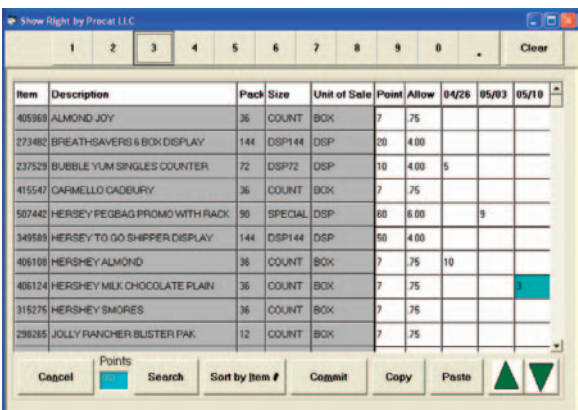 Show Right by Procat LLC
1 2 3 4 5 6 7 8 9 0 . Clear
Item Description Pack Size Unit of Sale Point Allow 04/26 05/03 05/10
405969 ALMOND JOY 36 COUNT BOX 7 .75
273482 BREATHSAVERS 6 BOX DISPLAY 144 DSP144 DSP 20 4.00
237529 BUBBLE YUM SINGLES COUNTER 72 DSP72 DSP 10 4.00 5
415547 CARMELLO CADBURY 36 COUNT BOX 7 .75
507442 HERSEY PEGBAG PROMO WITH RACK 90 SPECIAL DSP 60 6.00 9
349589 HERSEY TO GO SHIPPER DISPLAY 144 DSP144 DSP 50 4.00
406108 HERSHEY ALMOND 36 COUNT BOX 7 .75 10
406124 HERSHEY MILK CHOCOLATE PLAIN 36 COUNT BOX 7 .75 3
315275 HERSHEY SMORES 36 COUNT BOX 7 .75
298265 JOLLY RANCHER BLISTER PAK 12 COUNT BOX 7 .75
Points
Cancel Search Sort by Item # Commit Copy Paste